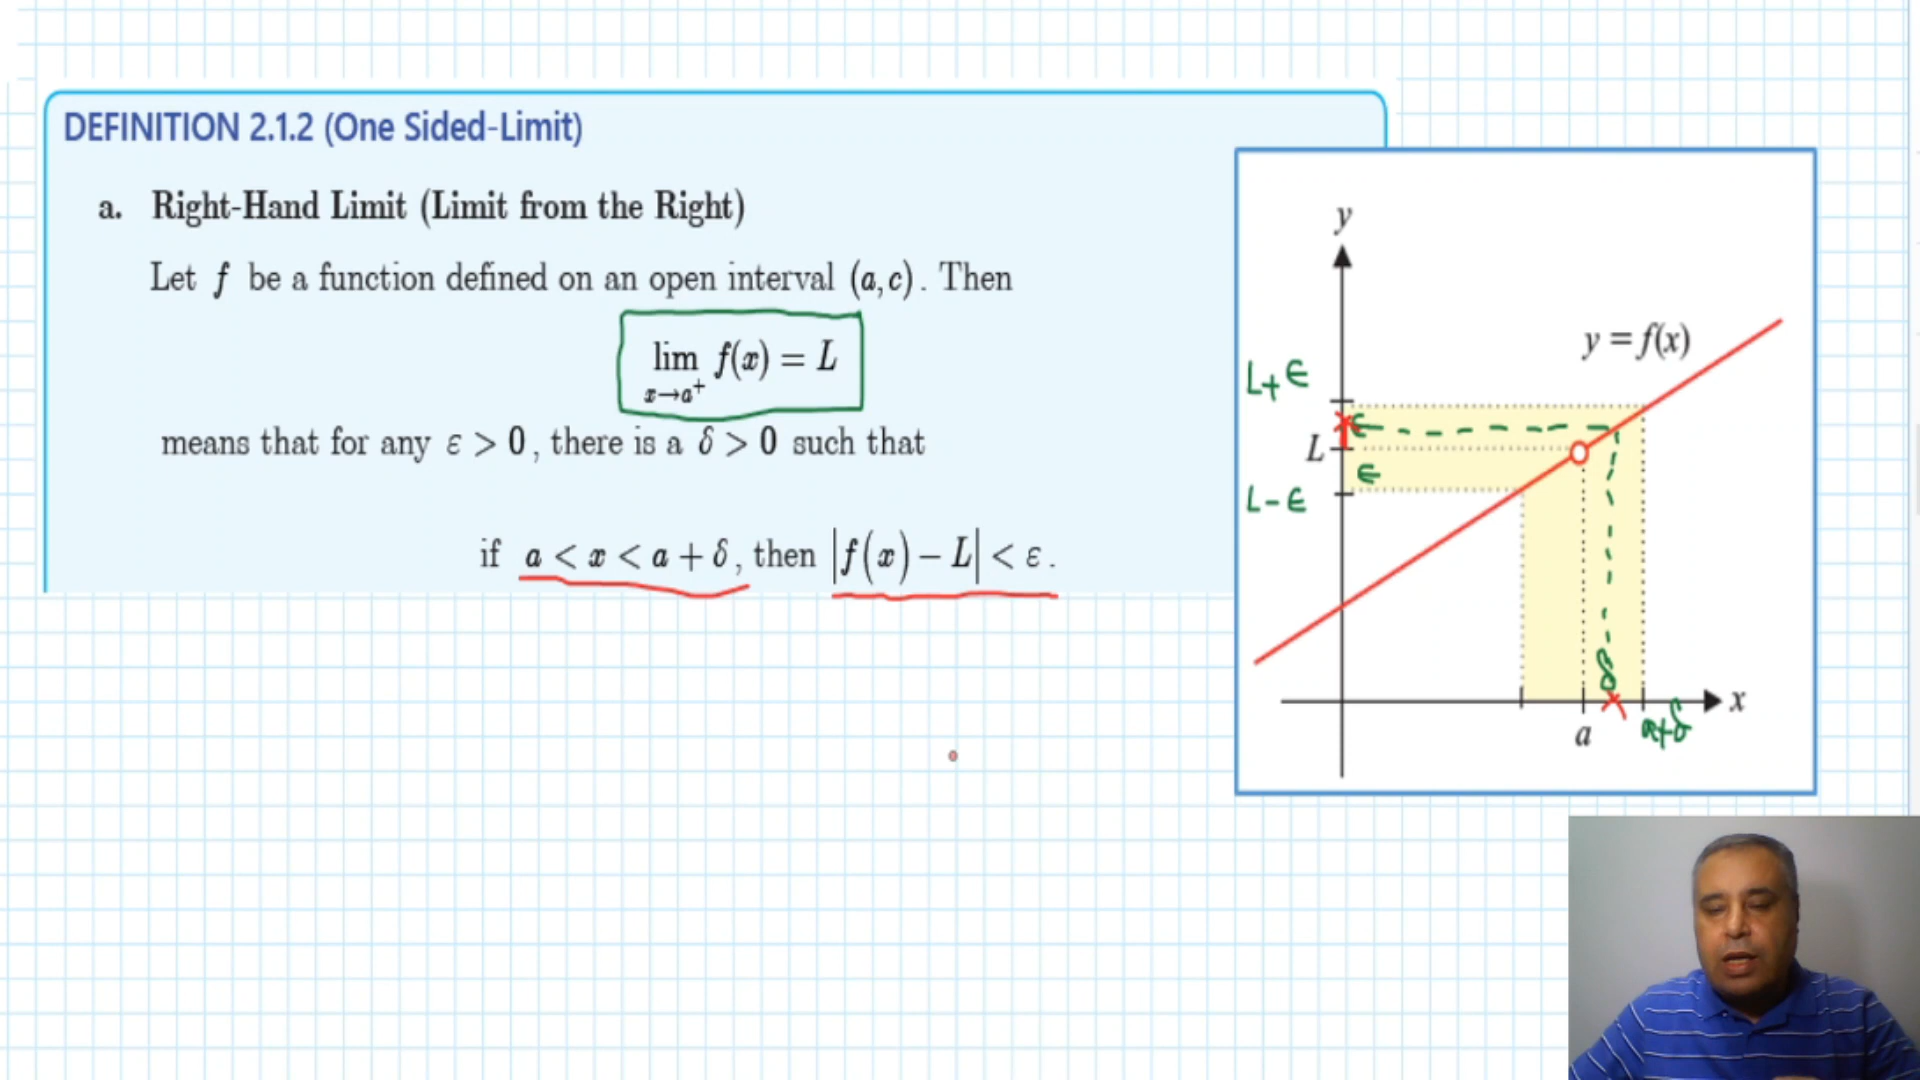 DEFINITION 2.1.2 (One Sided-Limit)
a. Right-Hand Limit (Limit from the Right)
Let f be a function defined on an open interval (a,c). Then
lim f(x) = L
x→a⁺
means that for any ε > 0, there is a δ > 0 such that
if a < x < a + δ, then |f(x) − L| < ε.
y
y = f(x)
L+ϵ
ϵ
L
ϵ
L-ϵ
δ
x
a
a+δ